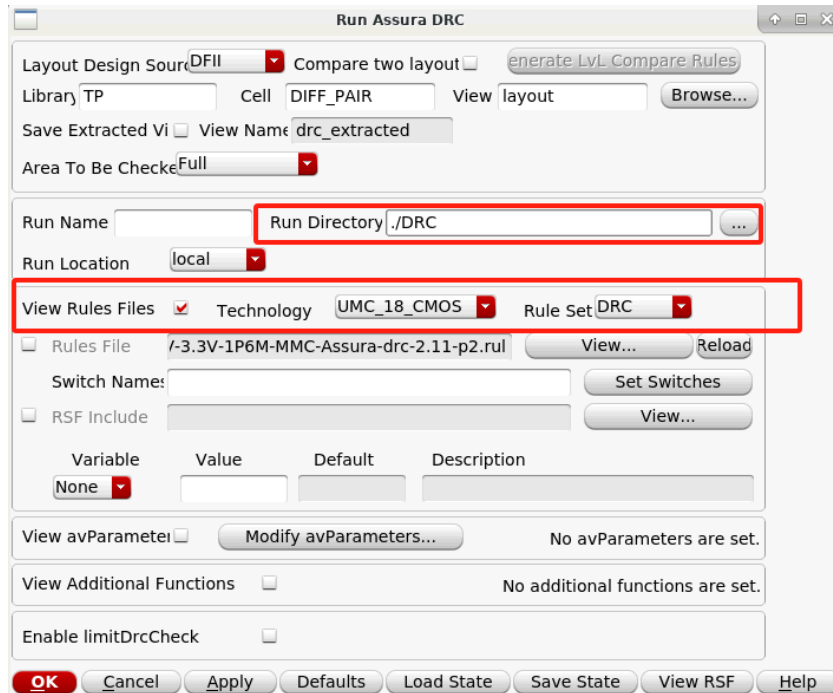 Run Assura DRC
Layout Design Sourc DFII Compare two layout enerate LvL Compare Rules
Library TP Cell DIFF_PAIR View layout Browse...
Save Extracted Vi View Name drc_extracted
Area To Be Checke Full
Run Name Run Directory ./DRC ...
Run Location local
View Rules Files Technology UMC_18_CMOS Rule Set DRC
Rules File /-3.3V-1P6M-MMC-Assura-drc-2.11-p2.rul View... Reload
Switch Names Set Switches
RSF Include View...
Variable Value Default Description
None
View avParameter Modify avParameters... No avParameters are set.
View Additional Functions No additional functions are set.
Enable limitDrcCheck
OK Cancel Apply Defaults Load State Save State View RSF Help